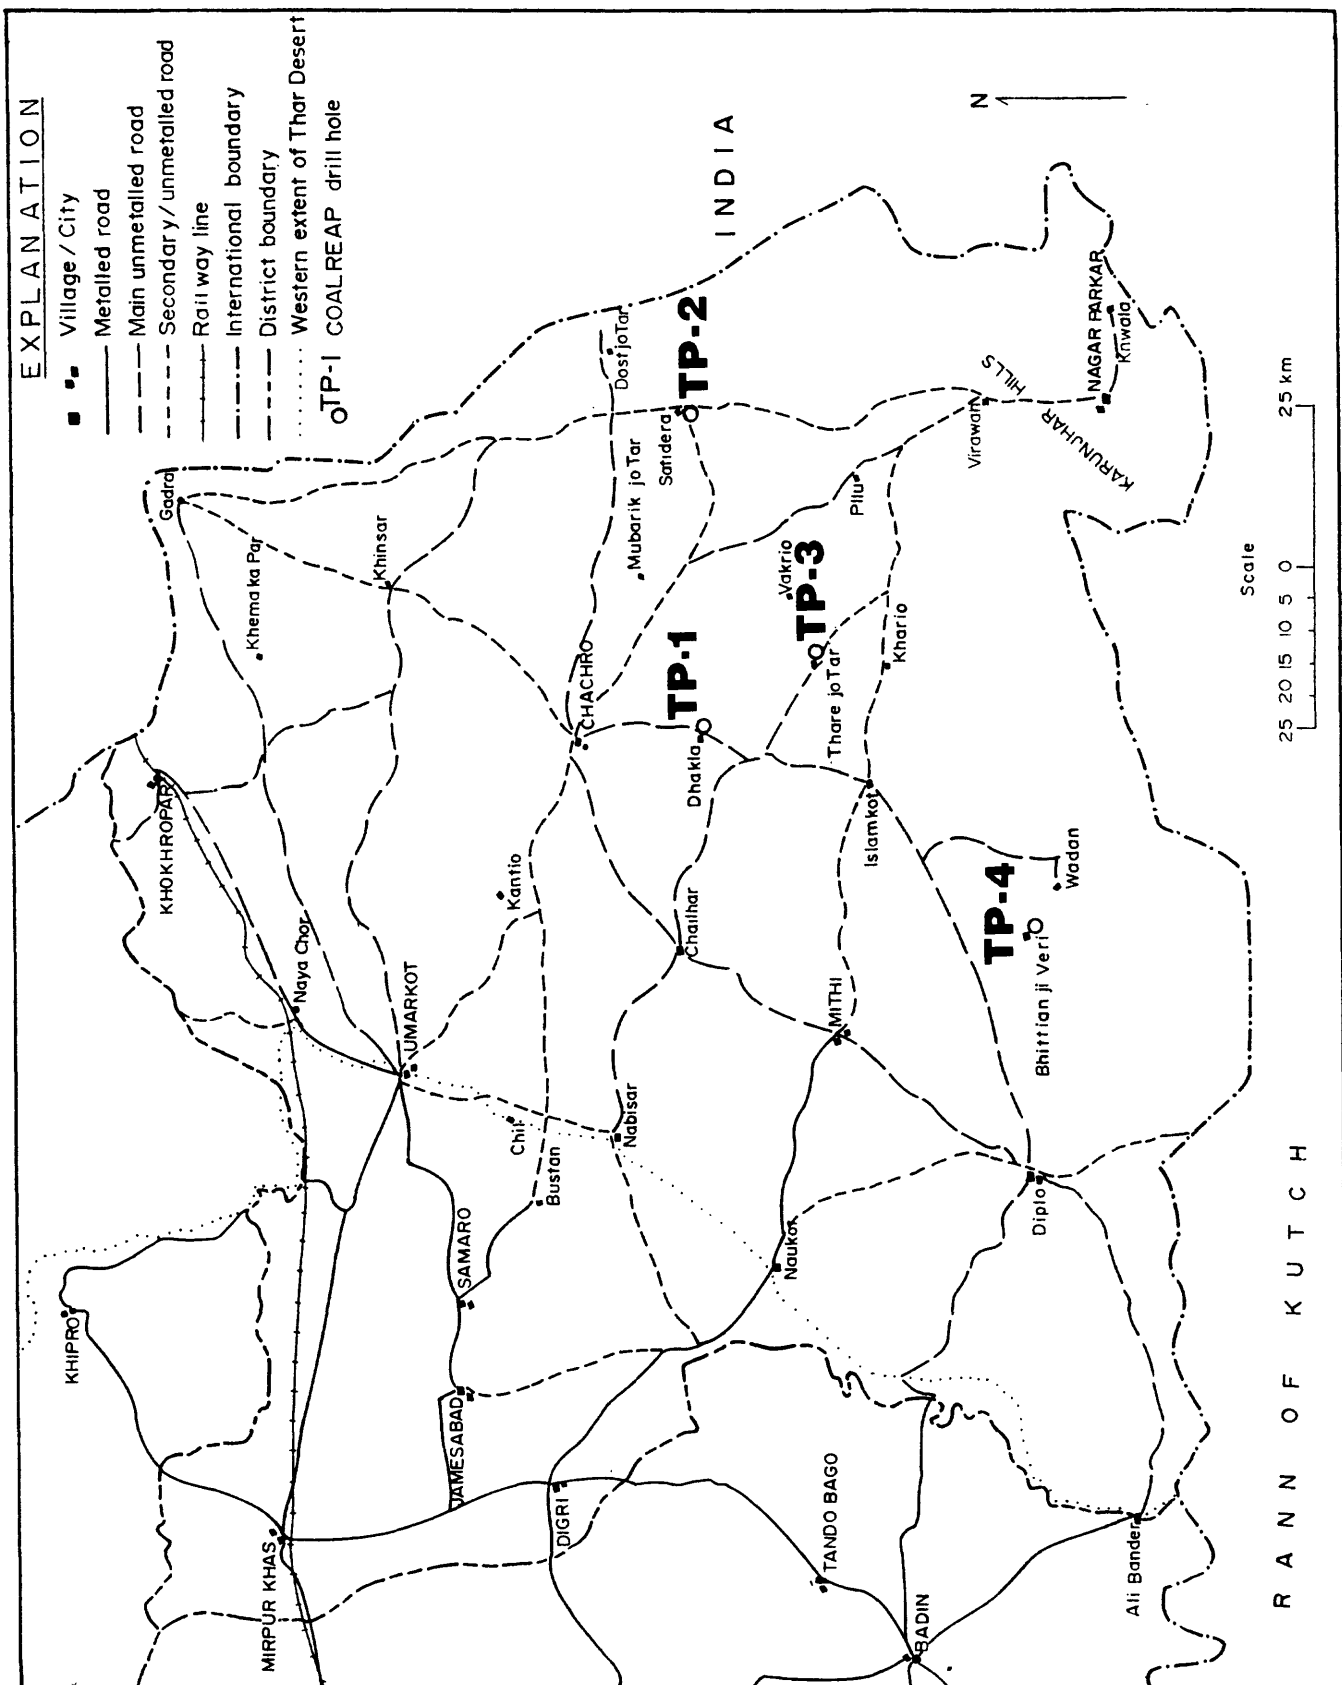 EXPLANATION
Village / City
Metalled road
Main unmetalled road
Secondary/unmetalled road
Railway line
International boundary
District boundary
Western extent of Thar Desert
TP-1 COALREAP drill hole
N
INDIA
Gadra
Khema ka Par
Khinsar
KHOKHROPAR
Naya Chor
UMARKOT
Kantio
CHACHRO
Dost jo Tar
Mubarik jo Tar
Satidera
TP-2
TP-1
Dhakla
Vakrio
TP-3
Thare jo Tar
Pllu
Khario
Virawah
KARUNJHAR HILLS
NAGAR PARKAR
Knwala
Islamkot
Chailhar
MITHI
TP-4
Wadan
Bhittian ji Veri
Chil
Bustan
Nabisar
Naukot
Diplo
KHIPRO
SAMARO
JAMESABAD
DIGRI
MIRPUR KHAS
TANDO BAGO
BADIN
Ali Bander
RANN OF KUTCH
Scale
25 20 15 10 5 0 25 km